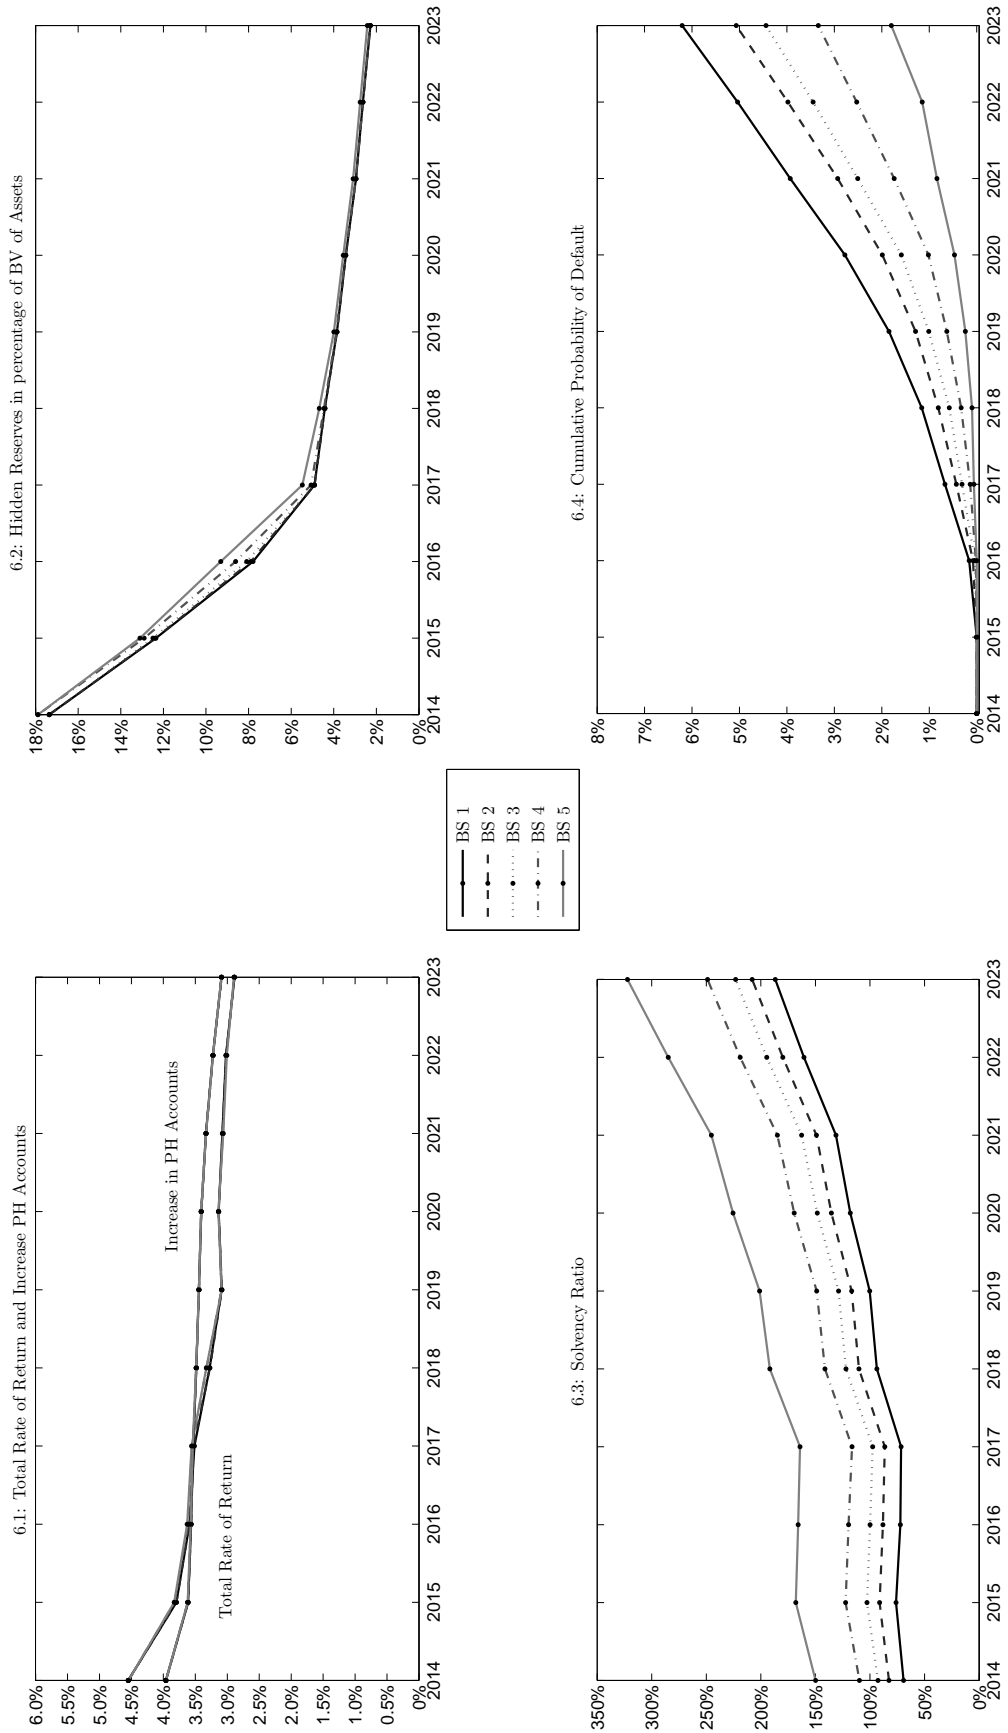 6.1: Total Rate of Return and Increase PH Accounts
6.0%
5.5%
5.0%
4.5%
4.0%
3.5%
3.0%
2.5%
2.0%
1.5%
1.0%
0.5%
0.0%
Increase in PH Accounts
Total Rate of Return
2014 2015 2016 2017 2018 2019 2020 2021 2022 2023
6.2: Hidden Reserves in percentage of BV of Assets
18%
16%
14%
12%
10%
8%
6%
4%
2%
0%
2014 2015 2016 2017 2018 2019 2020 2021 2022 2023
BS 1
BS 2
BS 3
BS 4
BS 5
6.3: Solvency Ratio
350%
300%
250%
200%
150%
100%
50%
0%
2014 2015 2016 2017 2018 2019 2020 2021 2022 2023
6.4: Cumulative Probability of Default
8%
7%
6%
5%
4%
3%
2%
1%
0%
2014 2015 2016 2017 2018 2019 2020 2021 2022 2023